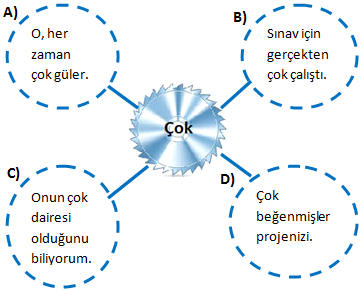 A)
O, her
zaman
çok güler.
B)
Sınav için
gerçekten
çok çalıştı.
Çok
C)
Onun çok
dairesi
olduğunu
biliyorum.
D)
Çok
beğenmişler
projenizi.